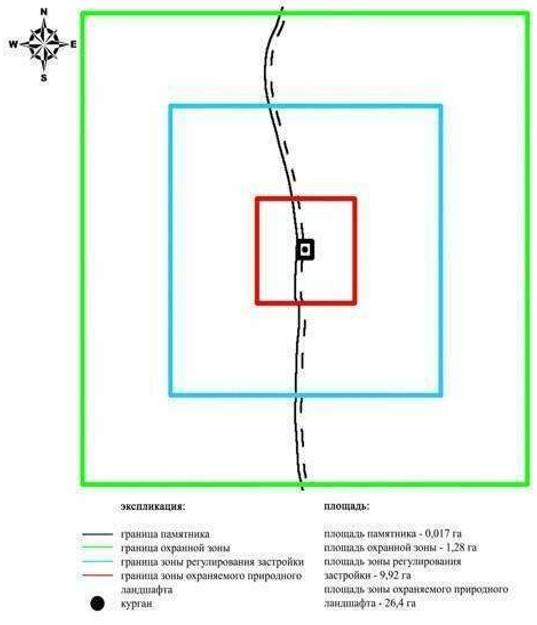 N
W E
S
экспликация: площадь:
граница памятника площадь памятника - 0,017 га
граница охранной зоны площадь охранной зоны - 1,28 га
граница зоны регулирования застройки площадь зоны регулирования
граница зоны охраняемого природного застройки - 9,92 га
ландшафта площадь зоны охраняемого природного
курган ландшафта - 26,4 га